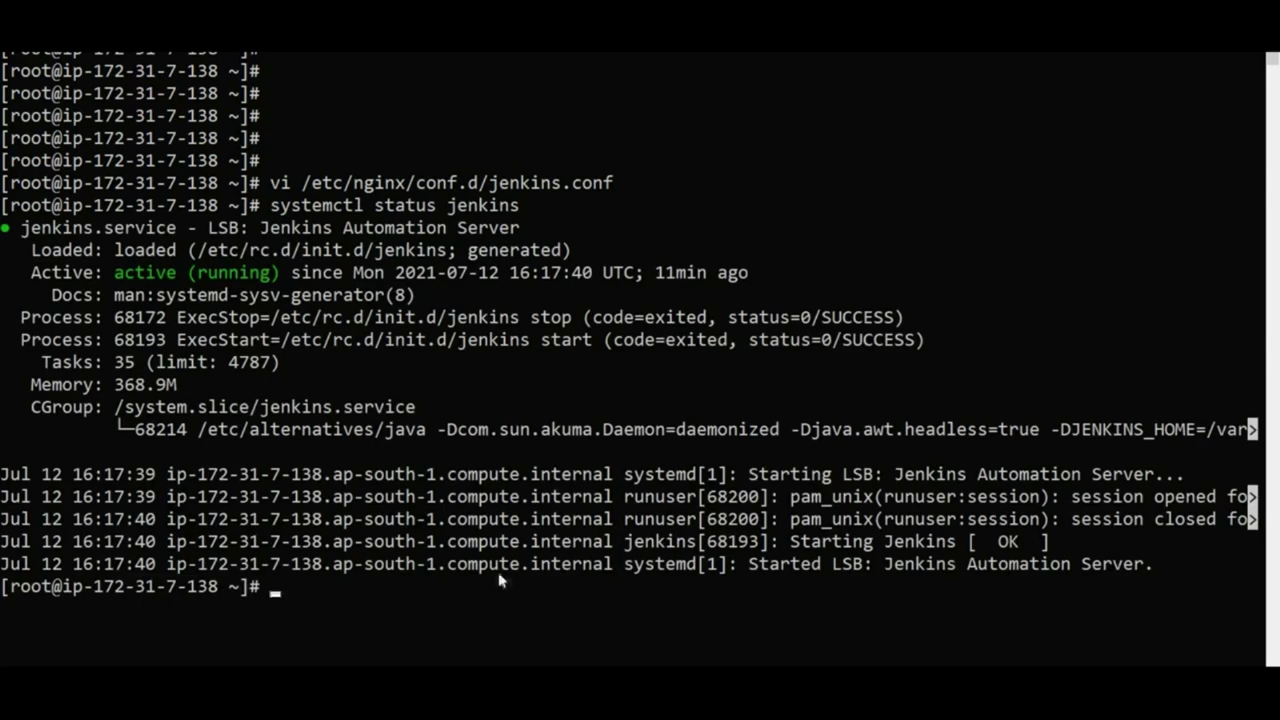 [root@ip-172-31-7-138 ~]#
[root@ip-172-31-7-138 ~]#
[root@ip-172-31-7-138 ~]#
[root@ip-172-31-7-138 ~]#
[root@ip-172-31-7-138 ~]#
[root@ip-172-31-7-138 ~]#
[root@ip-172-31-7-138 ~]# vi /etc/nginx/conf.d/jenkins.conf
[root@ip-172-31-7-138 ~]# systemctl status jenkins
● jenkins.service - LSB: Jenkins Automation Server
Loaded: loaded (/etc/rc.d/init.d/jenkins; generated)
Active: active (running) since Mon 2021-07-12 16:17:40 UTC; 11min ago
Docs: man:systemd-sysv-generator(8)
Process: 68172 ExecStop=/etc/rc.d/init.d/jenkins stop (code=exited, status=0/SUCCESS)
Process: 68193 ExecStart=/etc/rc.d/init.d/jenkins start (code=exited, status=0/SUCCESS)
Tasks: 35 (limit: 4787)
Memory: 368.9M
CGroup: /system.slice/jenkins.service
└─68214 /etc/alternatives/java -Dcom.sun.akuma.Daemon=daemonized -Djava.awt.headless=true -DJENKINS_HOME=/var>
Jul 12 16:17:39 ip-172-31-7-138.ap-south-1.compute.internal systemd[1]: Starting LSB: Jenkins Automation Server...
Jul 12 16:17:39 ip-172-31-7-138.ap-south-1.compute.internal runuser[68200]: pam_unix(runuser:session): session opened fo>
Jul 12 16:17:40 ip-172-31-7-138.ap-south-1.compute.internal runuser[68200]: pam_unix(runuser:session): session closed fo>
Jul 12 16:17:40 ip-172-31-7-138.ap-south-1.compute.internal jenkins[68193]: Starting Jenkins [  OK  ]
Jul 12 16:17:40 ip-172-31-7-138.ap-south-1.compute.internal systemd[1]: Started LSB: Jenkins Automation Server.
[root@ip-172-31-7-138 ~]#